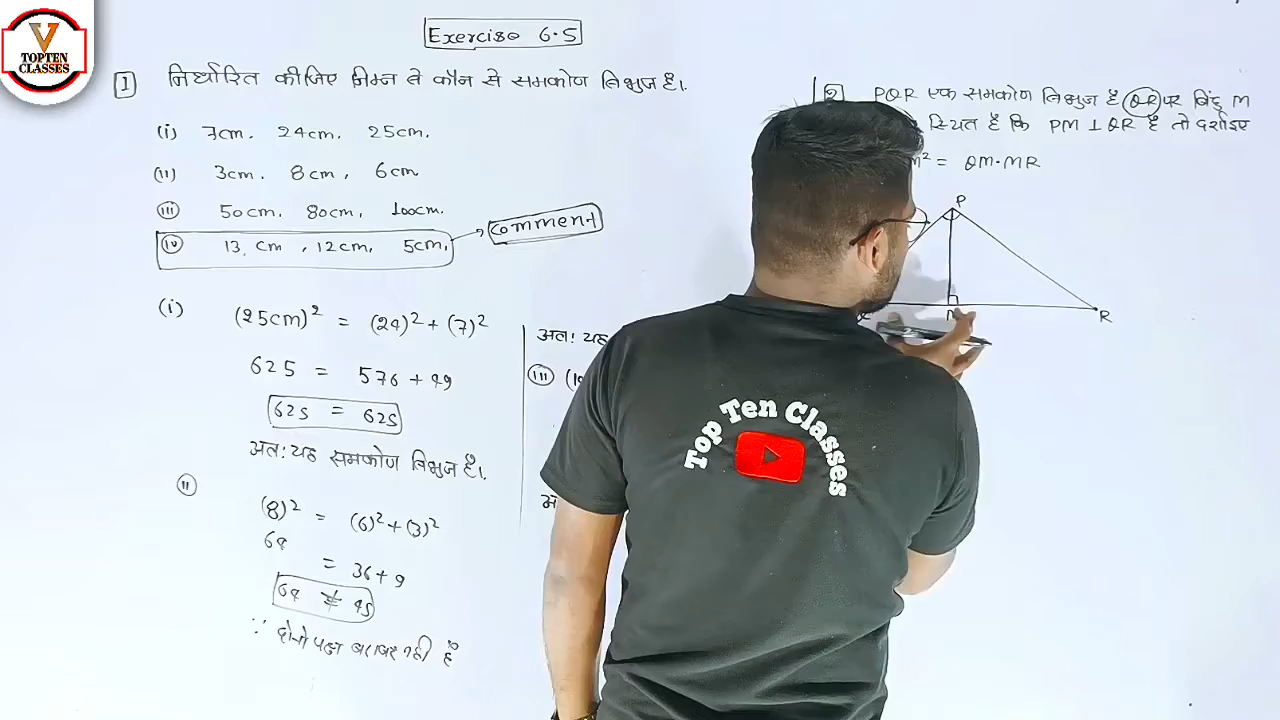 V
TOPTEN
CLASSES
Exercise 6.5
1 निर्धारित कीजिए निम्न ते कौन से समकोण त्रिभुज है।
(i) 7cm. 24cm. 25cm.
(ii) 3cm. 8cm, 6cm
(iii) 50cm. 80cm, 100cm.
(iv) 13 cm, 12cm, 5cm, → Comment
(i) (25cm)² = (24)² + (7)²
625 = 576 + 49
625 = 625
अत: यह समकोण त्रिभुज है।
(ii) (8)² = (6)² + (3)²
64 = 36 + 9
64 ≠ 45
∵ दोनो पक्ष बराबर नही है
अत: यह
(iii)
2 PQR एक समकोण त्रिभुज है QR पर बिंदु M
स्थित है कि PM ⊥ QR है तो दर्शाइए
m² = QM·MR
P
R
Top Ten Classes